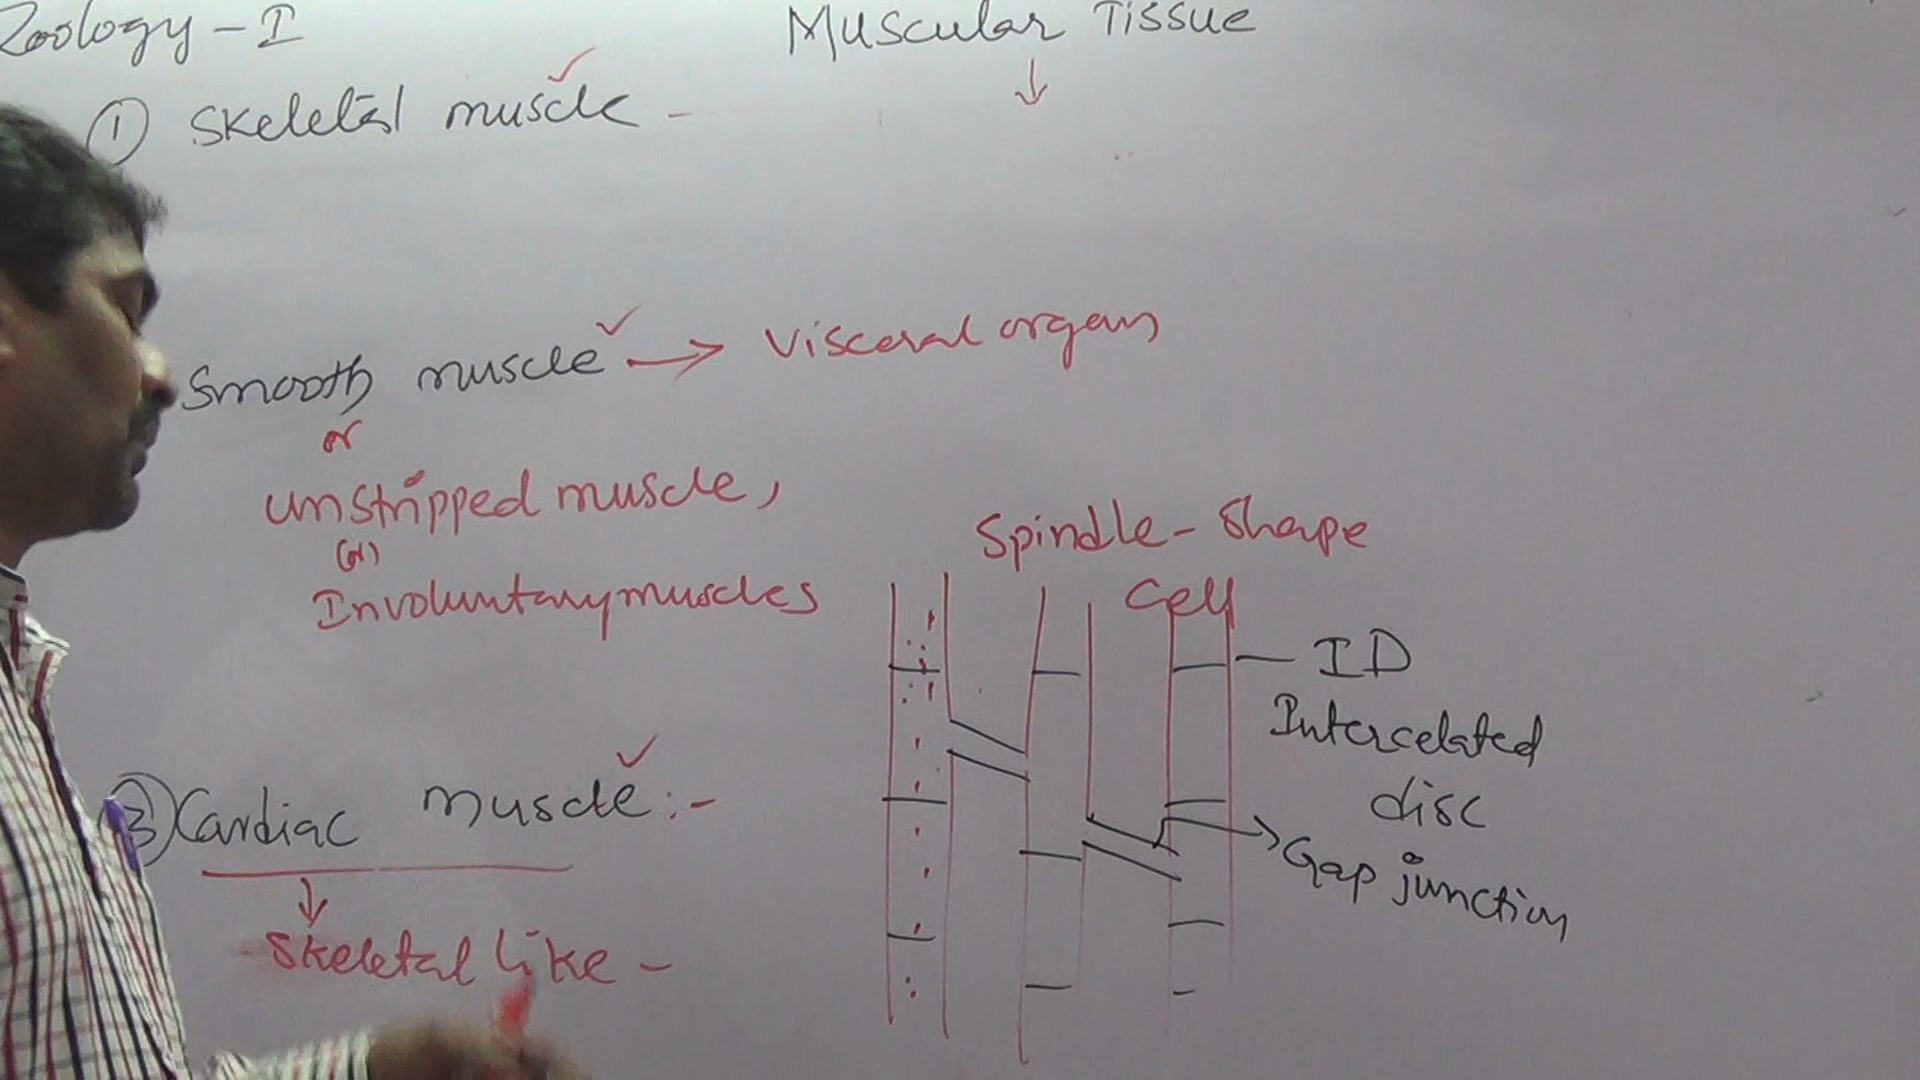 Zoology - I
Muscular Tissue
① Skeletal muscle -
Smooth muscle → Visceral organs
or
unstripped muscle,
(or)
Involuntary muscles
Spindle - Shape
Cell
ID
Intercelated
disc
Gap junction
③ Cardiac muscle :-
Skeletal like -